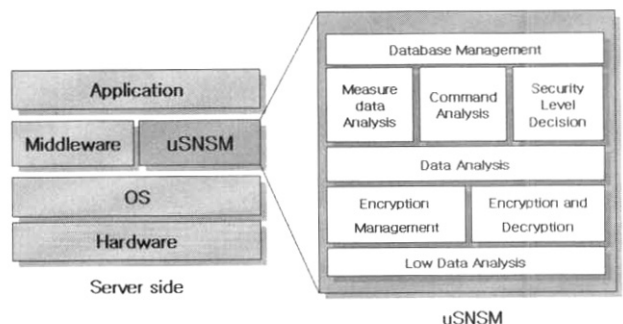 Application
Middleware
uSNSM
OS
Hardware
Server side
Database Management
Measure
data
Analysis
Command
Analysis
Security
Level
Decision
Data Analysis
Encryption
Management
Encryption and
Decryption
Low Data Analysis
uSNSM